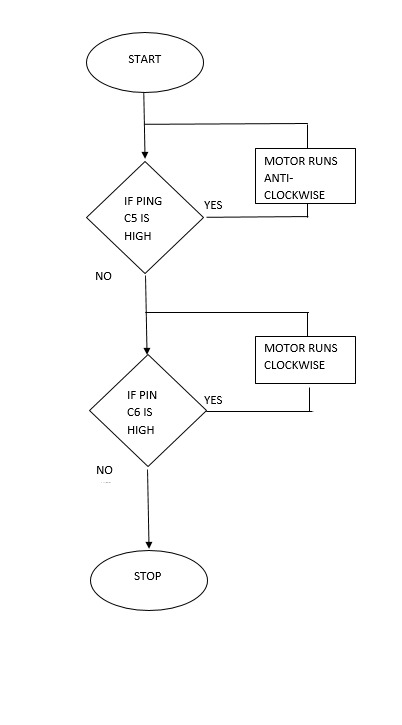 START
MOTOR RUNS
ANTI-
CLOCKWISE
IF PING
C5 IS
HIGH
YES
NO
MOTOR RUNS
CLOCKWISE
IF PIN
C6 IS
HIGH
YES
NO
STOP